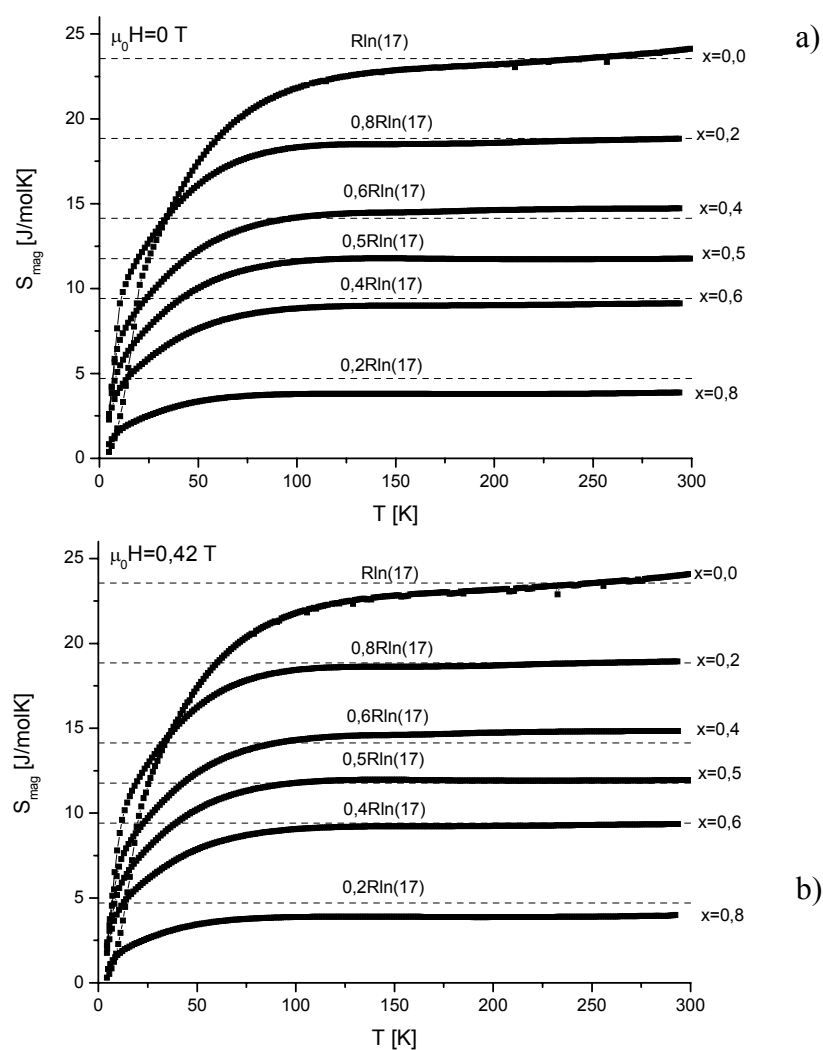 μ₀H=0 T
a)
Rln(17)
x=0,0
0,8Rln(17)
x=0,2
0,6Rln(17)
x=0,4
0,5Rln(17)
x=0,5
0,4Rln(17)
x=0,6
0,2Rln(17)
x=0,8
S_mag [J/molK]
25
20
15
10
5
0
0 50 100 150 200 250 300
T [K]
μ₀H=0,42 T
Rln(17)
x=0,0
0,8Rln(17)
x=0,2
0,6Rln(17)
x=0,4
0,5Rln(17)
x=0,5
0,4Rln(17)
x=0,6
0,2Rln(17)
b)
x=0,8
S_mag [J/molK]
25
20
15
10
5
0
0 50 100 150 200 250 300
T [K]